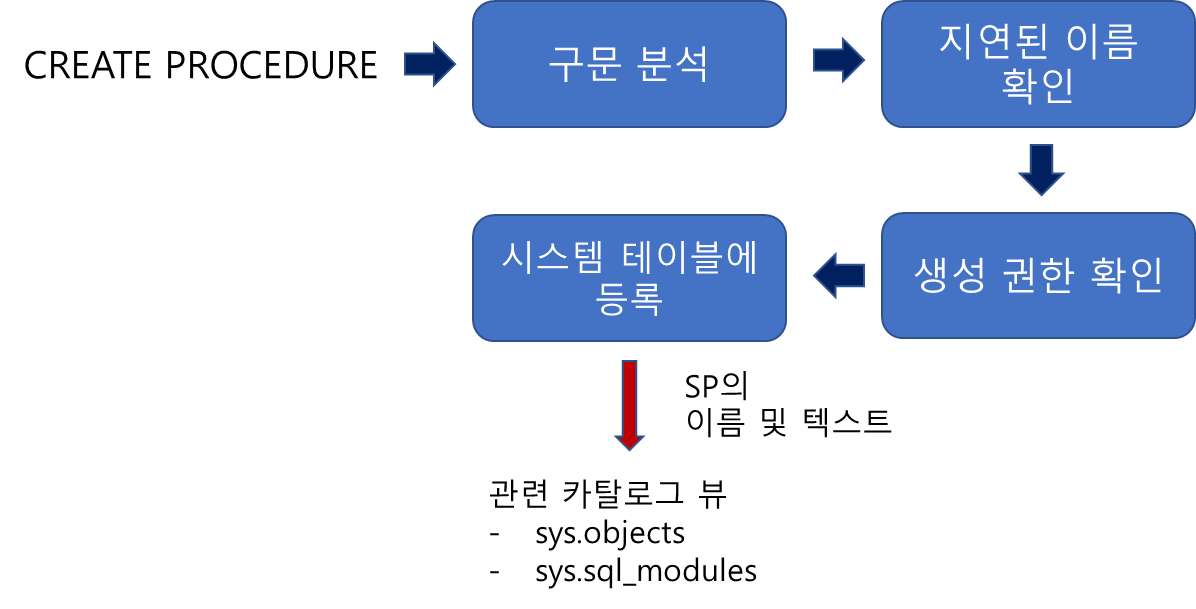 CREATE PROCEDURE
구문 분석
지연된 이름
확인
생성 권한 확인
시스템 테이블에
등록
SP의
이름 및 텍스트
관련 카탈로그 뷰
- sys.objects
- sys.sql_modules